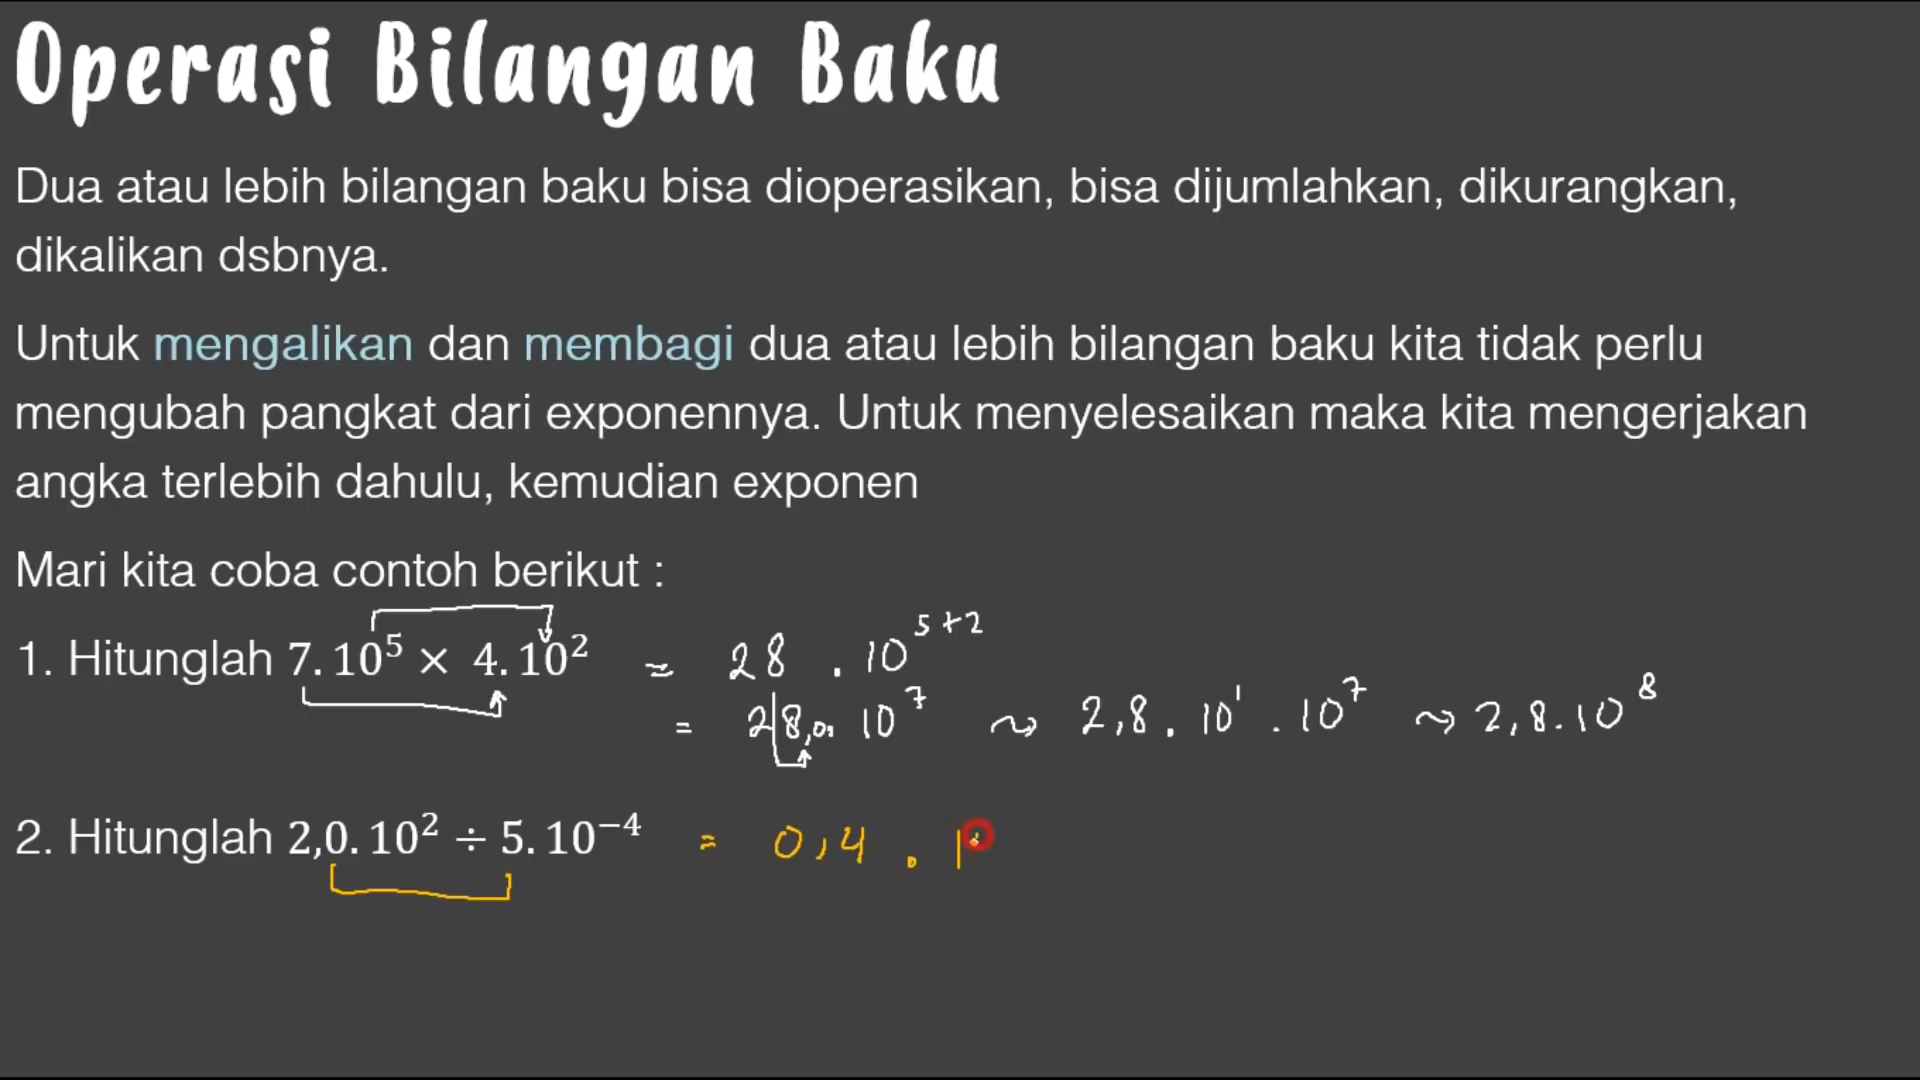 Operasi Bilangan Baku
Dua atau lebih bilangan baku bisa dioperasikan, bisa dijumlahkan, dikurangkan,
dikalikan dsbnya.
Untuk mengalikan dan membagi dua atau lebih bilangan baku kita tidak perlu
mengubah pangkat dari exponennya. Untuk menyelesaikan maka kita mengerjakan
angka terlebih dahulu, kemudian exponen
Mari kita coba contoh berikut :
1. Hitunglah 7. 10⁵ × 4. 10² = 28 . 10⁵⁺²
= 28,0. 10⁷ ⤳ 2,8 . 10¹ . 10⁷ ⤳ 2,8 . 10⁸
2. Hitunglah 2,0. 10² ÷ 5. 10⁻⁴ = 0,4 . 1